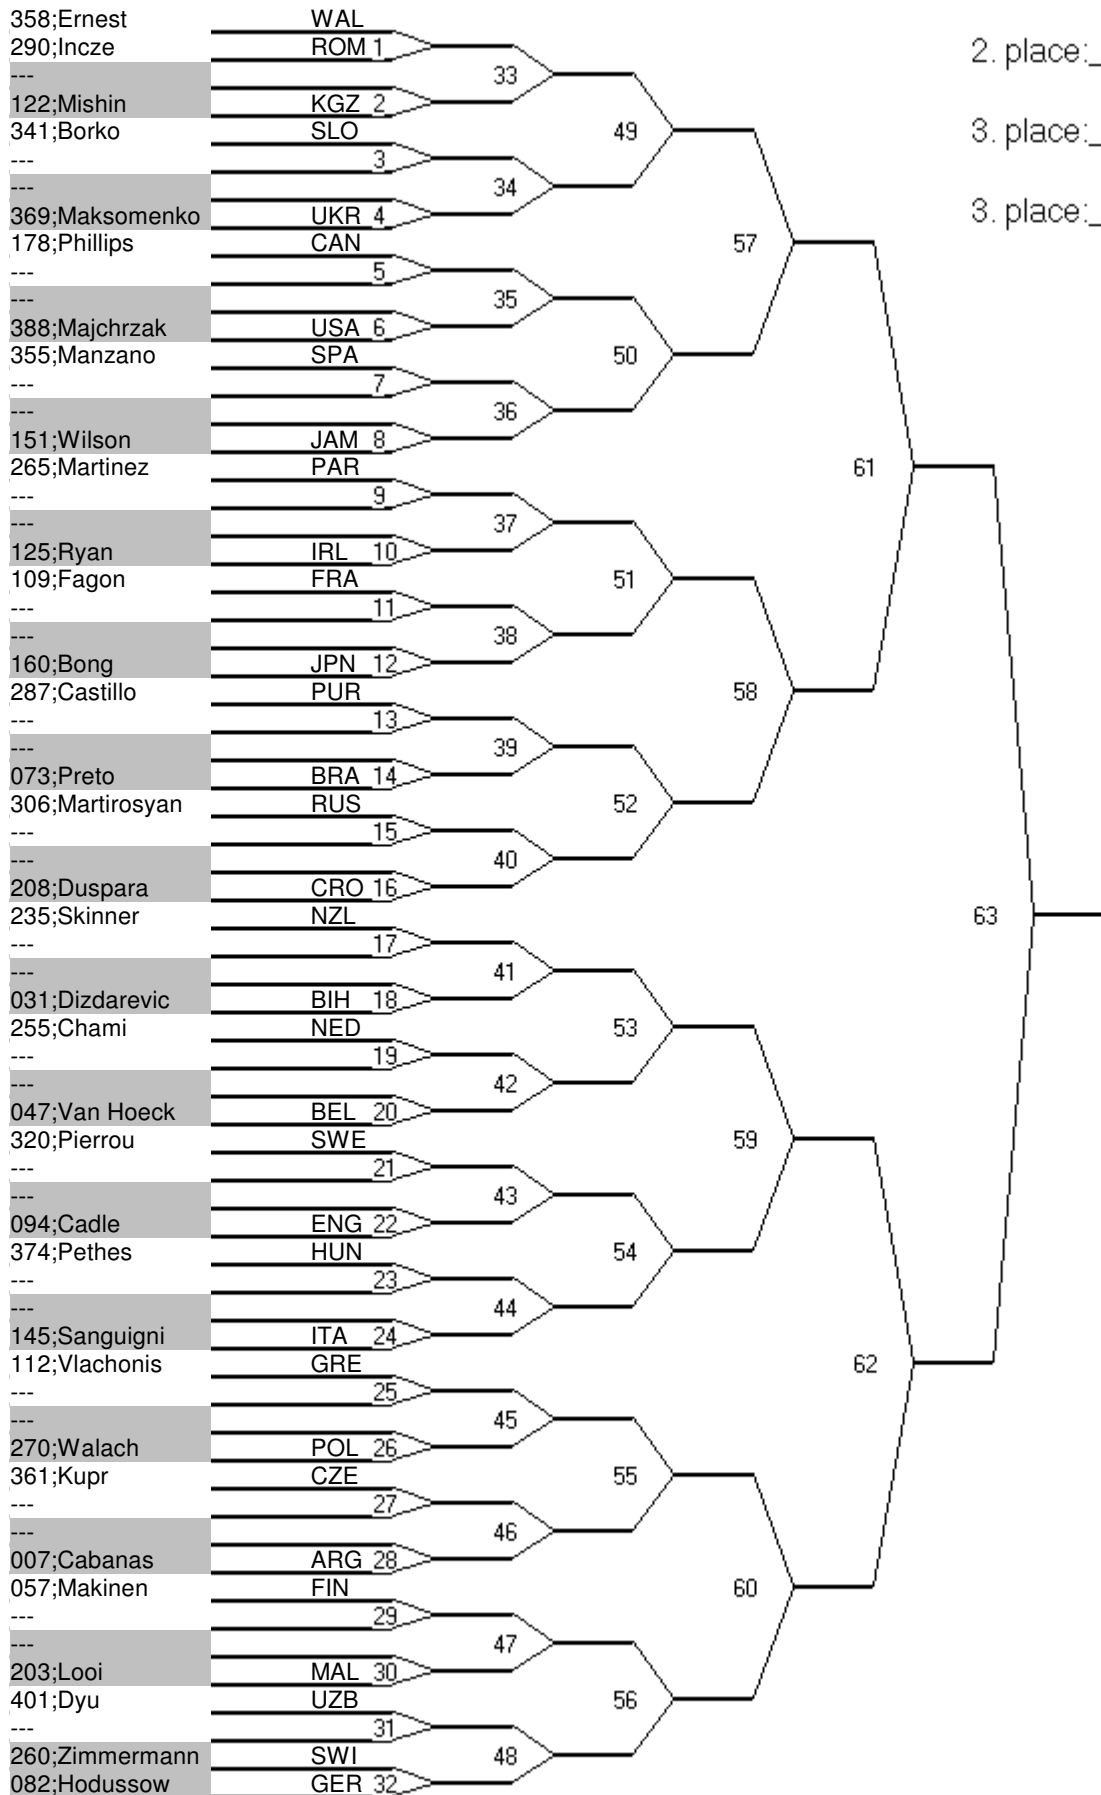 358;Ernest WAL
290;Incze ROM 1
2. place:_
---
33
122;Mishin KGZ 2
341;Borko SLO
49
3. place:_
---
3
---
34
369;Maksomenko UKR 4
3. place:_
178;Phillips CAN
57
---
5
---
35
388;Majchrzak USA 6
355;Manzano SPA
50
---
7
---
36
151;Wilson JAM 8
265;Martinez PAR
61
---
9
---
37
125;Ryan IRL 10
109;Fagon FRA
51
---
11
---
38
160;Bong JPN 12
287;Castillo PUR
58
---
13
---
39
073;Preto BRA 14
306;Martirosyan RUS
52
---
15
---
40
208;Duspara CRO 16
235;Skinner NZL
63
---
17
---
41
031;Dizdarevic BIH 18
255;Chami NED
53
---
19
---
42
047;Van Hoeck BEL 20
320;Pierrou SWE
59
---
21
---
43
094;Cadle ENG 22
374;Pethes HUN
54
---
23
---
44
145;Sanguigni ITA 24
112;Vlachonis GRE
62
---
25
---
45
270;Walach POL 26
361;Kupr CZE
55
---
27
---
46
007;Cabanas ARG 28
057;Makinen FIN
60
---
29
---
47
203;Looi MAL 30
401;Dyu UZB
56
---
31
260;Zimmermann SWI
48
082;Hodussow GER 32